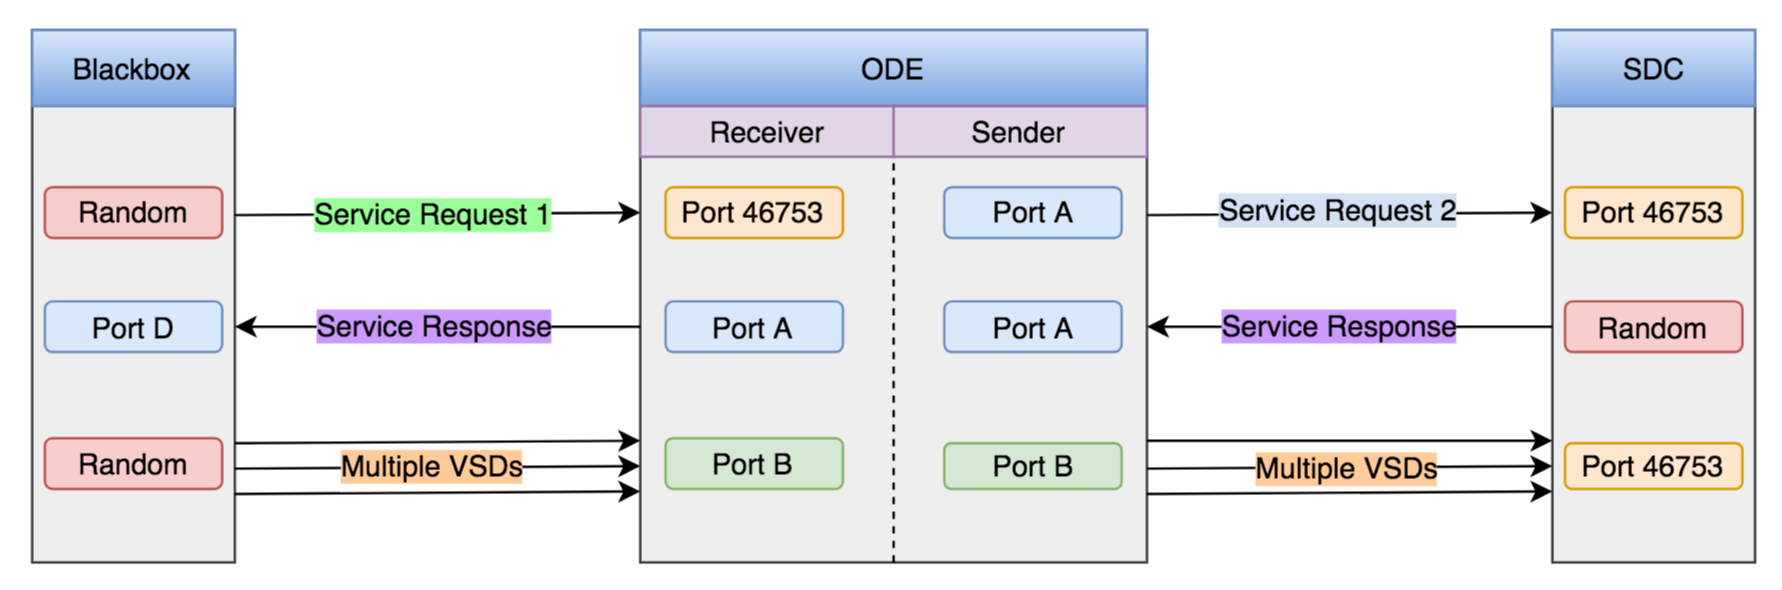 Blackbox
ODE
SDC
Receiver
Sender
Random
Service Request 1
Port 46753
Port A
Service Request 2
Port 46753
Port D
Service Response
Port A
Port A
Service Response
Random
Random
Multiple VSDs
Port B
Port B
Multiple VSDs
Port 46753